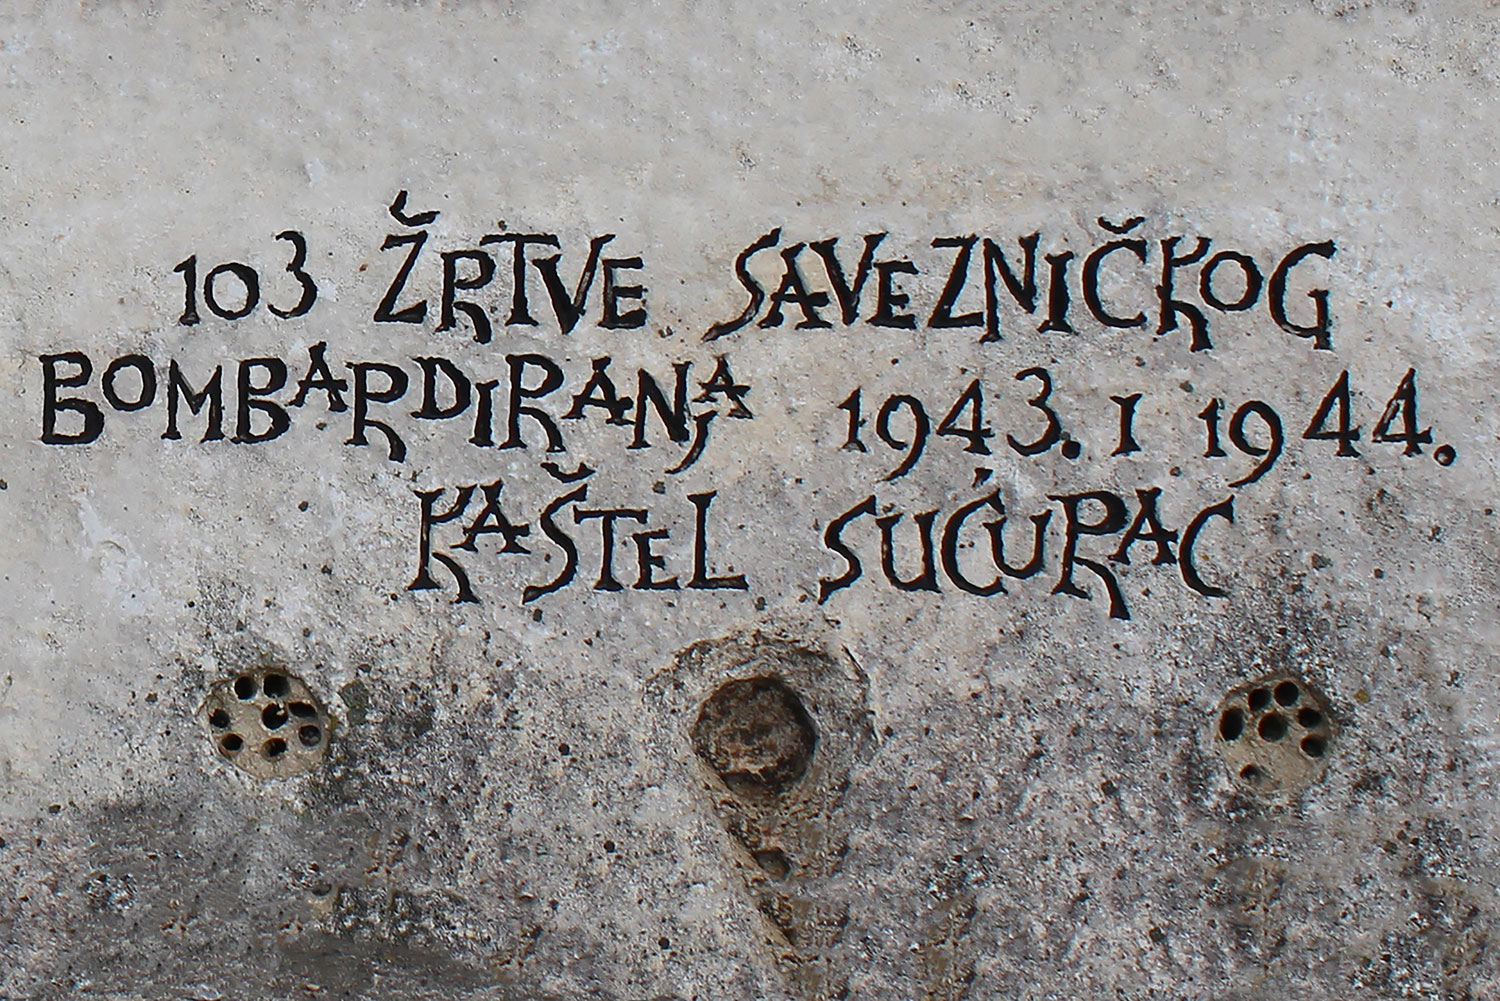 103 ŽRTVE SAVEZNIČKOG
BOMBARDIRANJA 1943. I 1944.
KAŠTEL SUĆURAC